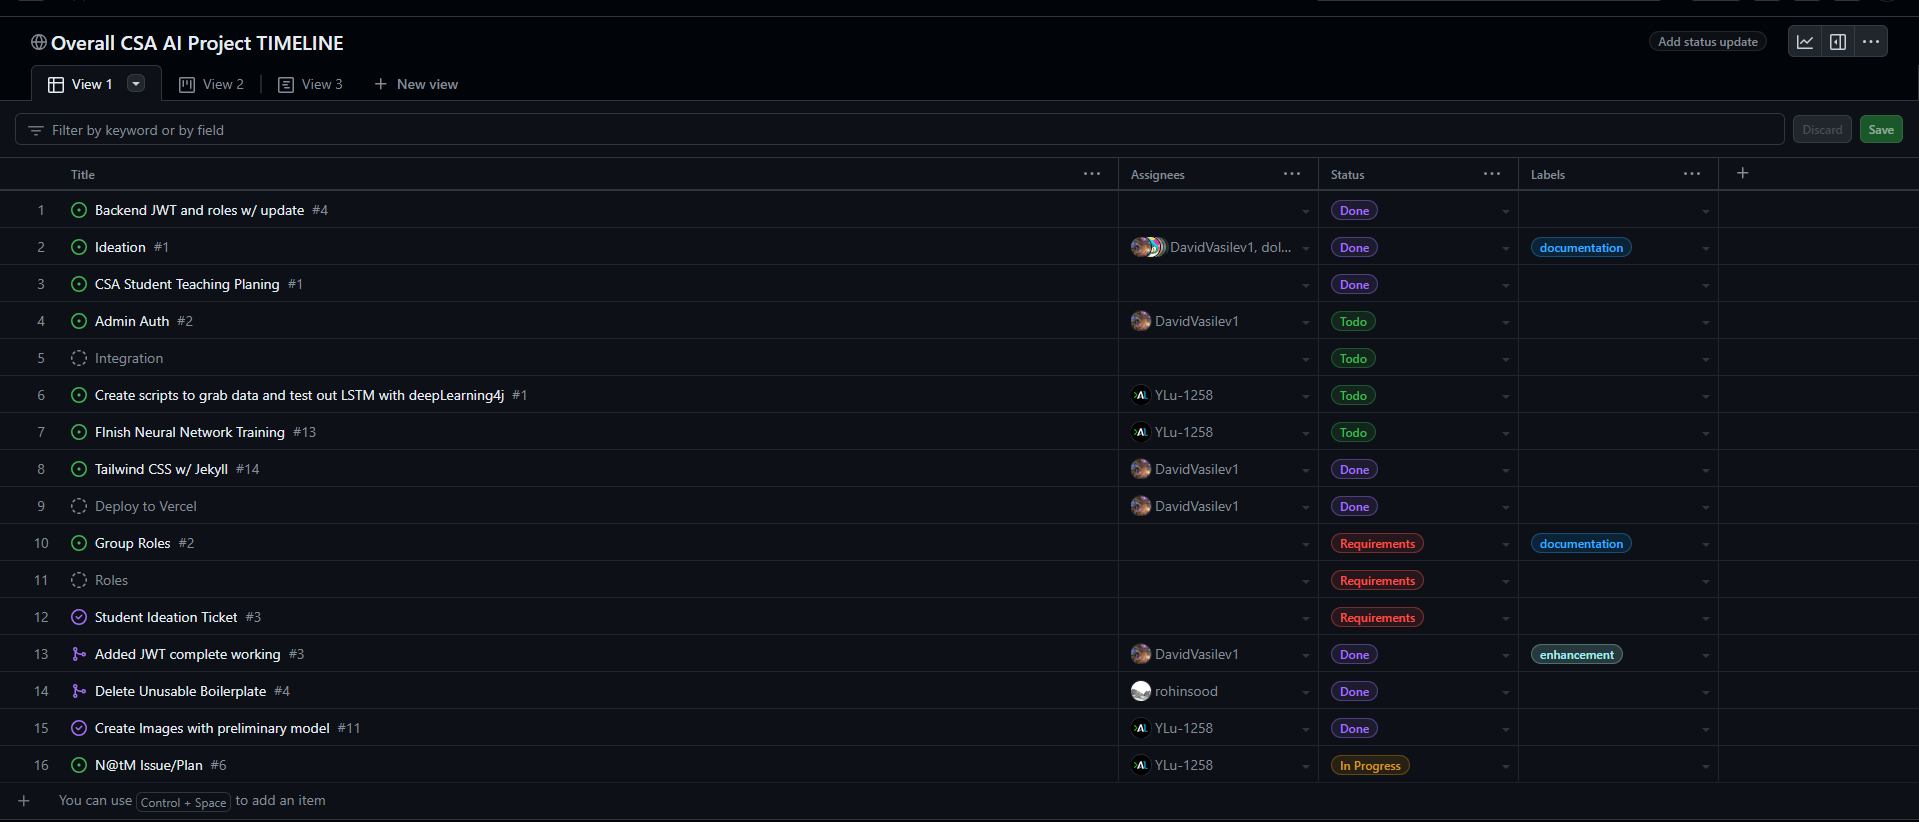 Overall CSA AI Project TIMELINE
Add status update
View 1 View 2 View 3 New view
Filter by keyword or by field Discard Save
Title Assignees Status Labels
1 Backend JWT and roles w/ update #4 Done
2 Ideation #1 DavidVasilev1, dol... Done documentation
3 CSA Student Teaching Planing #1 Done
4 Admin Auth #2 DavidVasilev1 Todo
5 Integration Todo
6 Create scripts to grab data and test out LSTM with deepLearning4j #1 YLu-1258 Todo
7 FInish Neural Network Training #13 YLu-1258 Todo
8 Tailwind CSS w/ Jekyll #14 DavidVasilev1 Done
9 Deploy to Vercel DavidVasilev1 Done
10 Group Roles #2 Requirements documentation
11 Roles Requirements
12 Student Ideation Ticket #3 Requirements
13 Added JWT complete working #3 DavidVasilev1 Done enhancement
14 Delete Unusable Boilerplate #4 rohinsood Done
15 Create Images with preliminary model #11 YLu-1258 Done
16 N@tM Issue/Plan #6 YLu-1258 In Progress
You can use Control + Space to add an item